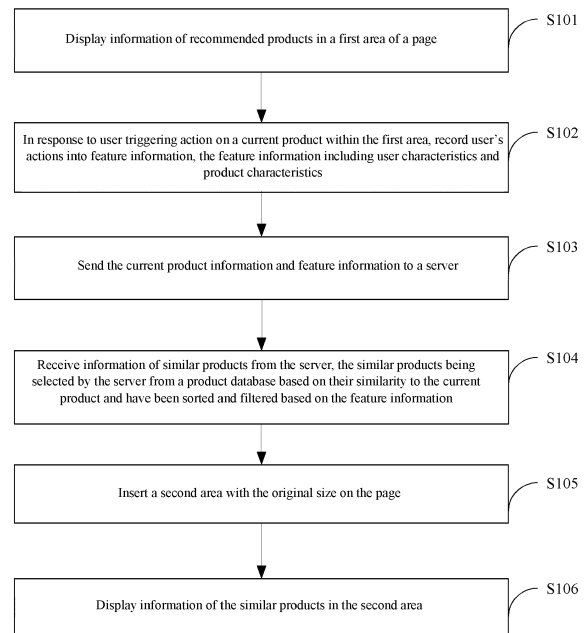 S101
Display information of recommended products in a first area of a page
S102
In response to user triggering action on a current product within the first area, record user's
actions into feature information, the feature information including user characteristics and
product characteristics
S103
Send the current product information and feature information to a server
S104
Receive information of similar products from the server, the similar products being
selected by the server from a product database based on their similarity to the current
product and have been sorted and filtered based on the feature information
S105
Insert a second area with the original size on the page
S106
Display information of the similar products in the second area